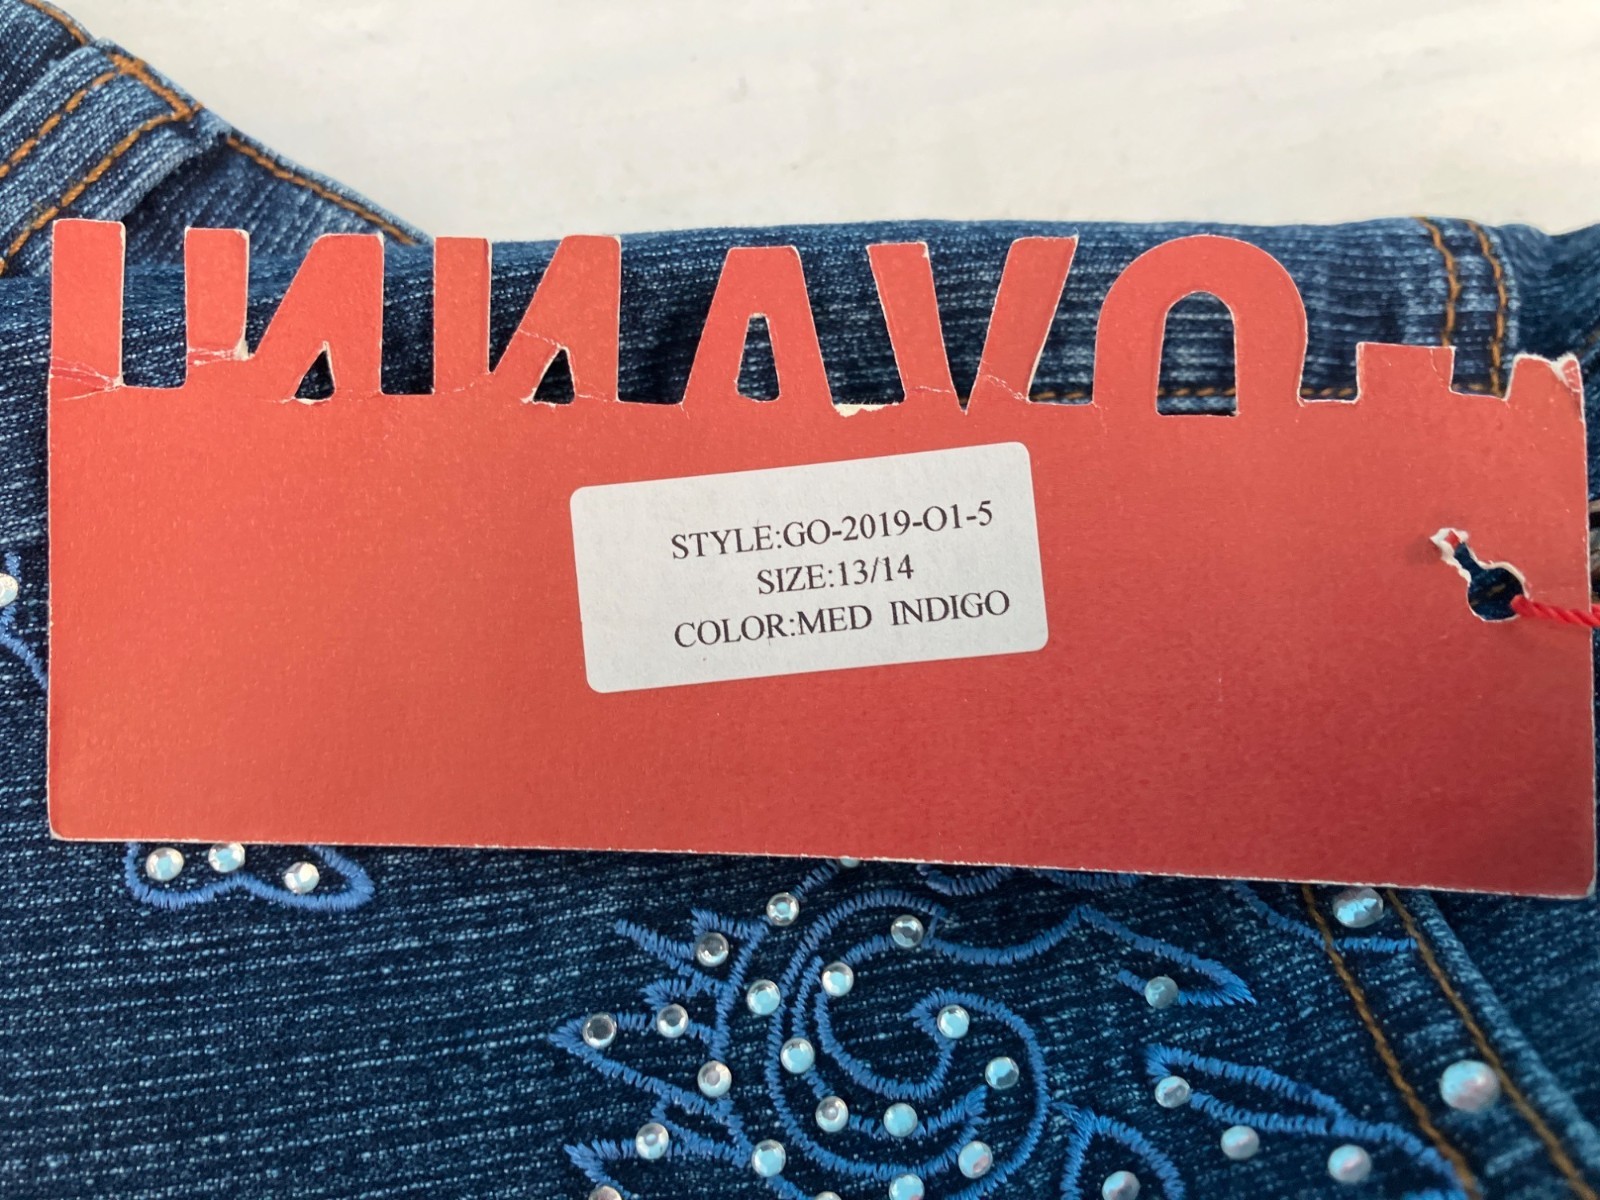 STYLE:GO-2019-O1-5
SIZE:13/14
COLOR:MED INDIGO